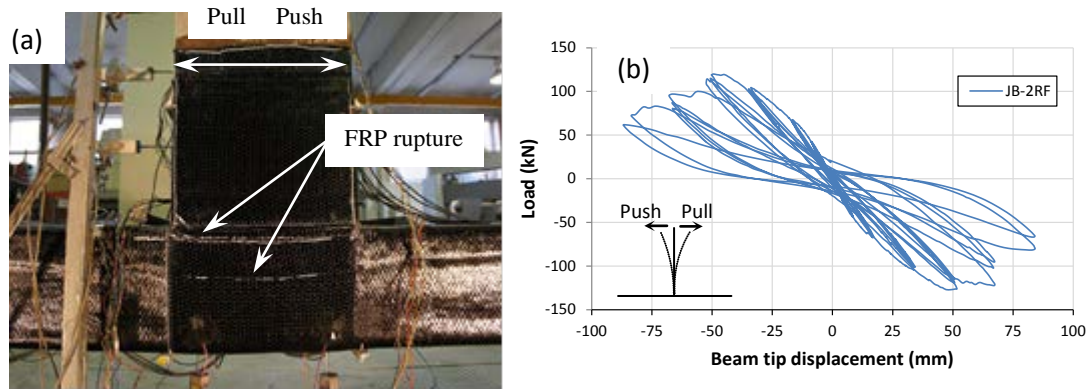 (a)
Pull Push
FRP rupture
(b)
JB-2RF
Load (kN)
150
100
50
0
-50
-100
-150
Push Pull
-100 -75 -50 -25 0 25 50 75 100
Beam tip displacement (mm)